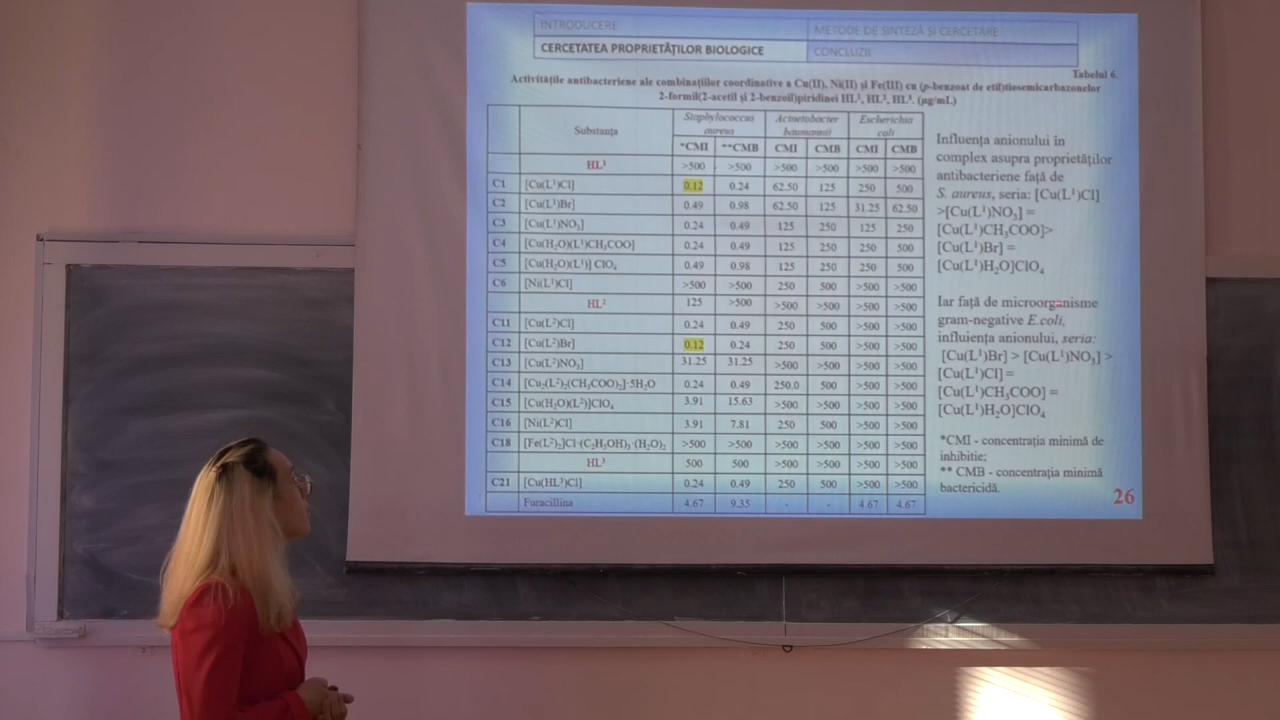 INTRODUCERE METODE DE SINTEZĂ ȘI CERCETARE
CERCETATEA PROPRIETĂȚILOR BIOLOGICE CONCLUZII
Tabelul 6.
Activitățile antibacteriene ale combinațiilor coordinative a Cu(II), Ni(II) și Fe(III) cu (p-benzoat de etil)tiosemicarbazonelor
2-formil(2-acetil și 2-benzoil)piridinei HL¹, HL², HL³. (µg/mL)
Substanța Staphylococcus aureus Acinetobacter baumannii Escherichia coli
*CMI **CMB CMI CMB CMI CMB
HL¹ >500 >500 >500 >500 >500 >500
C1 [Cu(L¹)Cl] 0.12 0.24 62.50 125 250 500
C2 [Cu(L¹)Br] 0.49 0.98 62.50 125 31.25 62.50
C3 [Cu(L¹)NO₃] 0.24 0.49 125 250 125 250
C4 [Cu(H₂O)(L¹)CH₃COO] 0.24 0.49 125 250 250 500
C5 [Cu(H₂O)(L¹)] ClO₄ 0.49 0.98 125 250 250 500
C6 [Ni(L¹)Cl] >500 >500 250 500 >500 >500
HL² 125 >500 >500 >500 >500 >500
C11 [Cu(L²)Cl] 0.24 0.49 250 500 >500 >500
C12 [Cu(L²)Br] 0.12 0.24 250 500 >500 >500
C13 [Cu(L²)NO₃] 31.25 31.25 >500 >500 >500 >500
C14 [Cu₂(L²)₂(CH₃COO)₂]·5H₂O 0.24 0.49 250.0 500 >500 >500
C15 [Cu(H₂O)(L²)]ClO₄ 3.91 15.63 >500 >500 >500 >500
C16 [Ni(L²)Cl] 3.91 7.81 250 500 >500 >500
C18 [Fe(L²)₂]Cl·(C₂H₅OH)₂·(H₂O)₂ >500 >500 >500 >500 >500 >500
HL³ 500 500 >500 >500 >500 >500
C21 [Cu(HL³)Cl] 0.24 0.49 250 500 >500 >500
Furacillina 4.67 9.35 - - 4.67 4.67
Influența anionului în
complex asupra proprietăților
antibacteriene față de
S. aureus, seria: [Cu(L¹)Cl]
>[Cu(L¹)NO₃] =
[Cu(L¹)CH₃COO]>
[Cu(L¹)Br] =
[Cu(L¹)H₂O]ClO₄
Iar față de microorganisme
gram-negative E.coli,
influiența anionului, seria:
[Cu(L¹)Br] > [Cu(L¹)NO₃] >
[Cu(L¹)Cl] =
[Cu(L¹)CH₃COO] =
[Cu(L¹)H₂O]ClO₄
*CMI - concentrația minimă de
inhibitie;
** CMB - concentrația minimă
bactericidă.
26